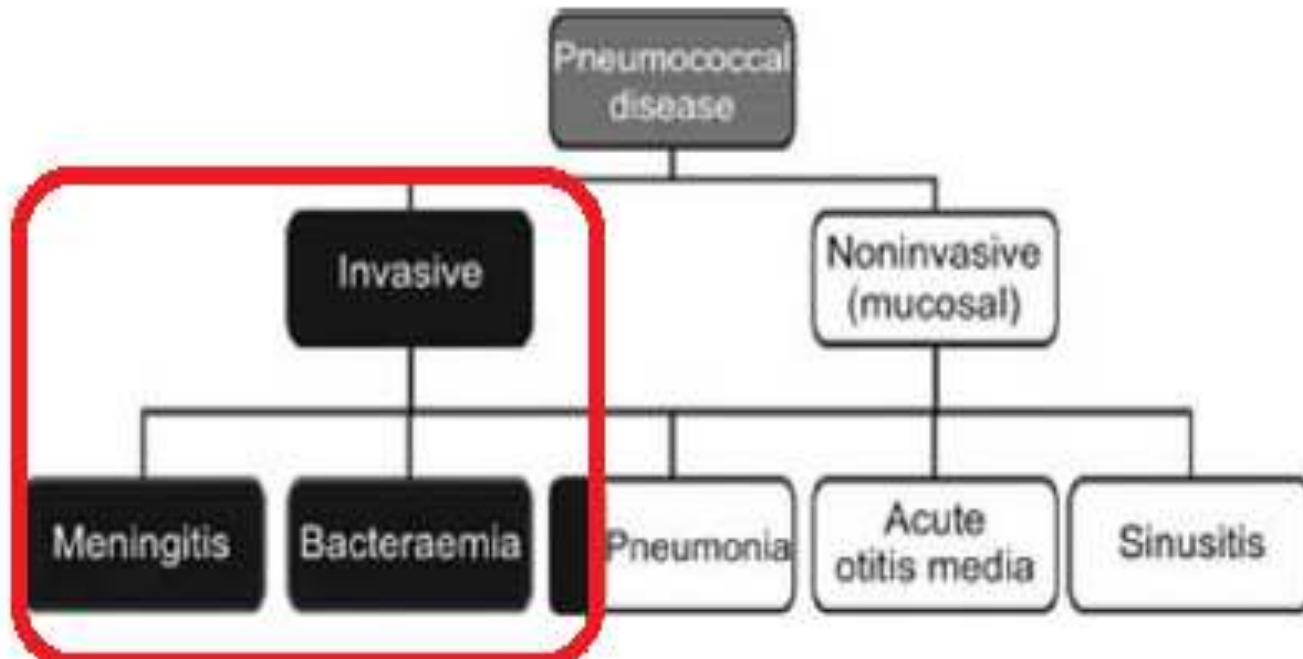 Pneumococcal
disease
Invasive
Noninvasive
(mucosal)
Meningitis
Bacteraemia
Pneumonia
Acute
otitis media
Sinusitis